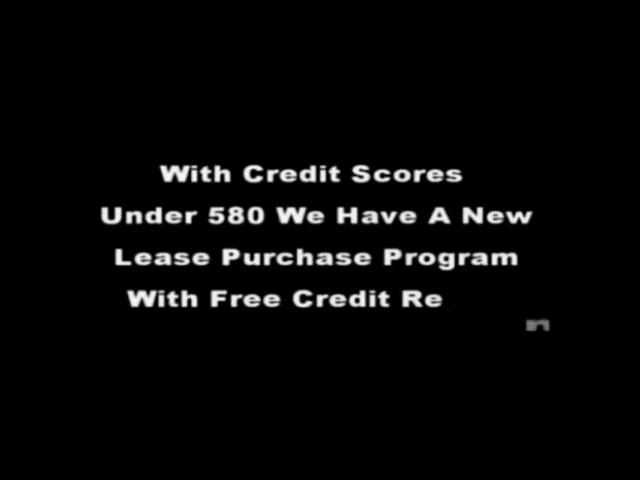 With Credit Scores
Under 580 We Have A New
Lease Purchase Program
With Free Credit Re